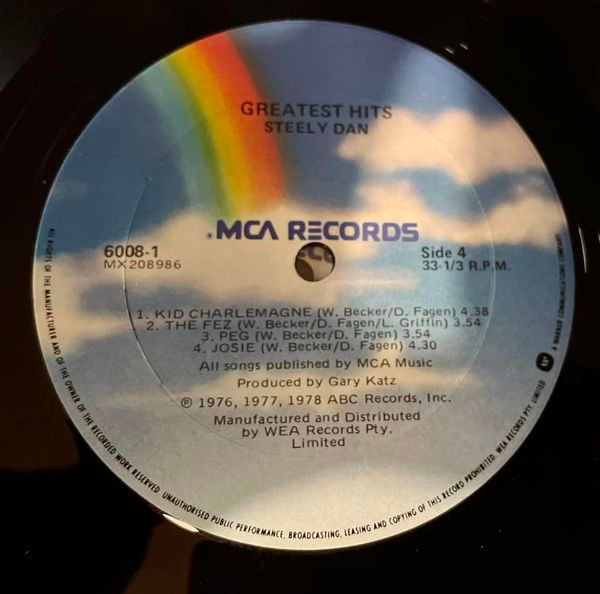 GREATEST HITS
STEELY DAN
MCA RECORDS
6008-1
MX208986
Side 4
33-1/3 R.P.M.
1. KID CHARLEMAGNE (W. Becker/D. Fagen) 4.38
2. THE FEZ (W. Becker/D. Fagen/L. Griffin) 3.54
3. PEG (W. Becker/D. Fagen) 3.54
4. JOSIE (W. Becker/D. Fagen) 4.30
All songs published by MCA Music
Produced by Gary Katz
℗ 1976, 1977, 1978 ABC Records, Inc.
Manufactured and Distributed
by WEA Records Pty.
Limited
ALL RIGHTS OF THE MANUFACTURER AND OF THE OWNER OF THE RECORDED WORK RESERVED UNAUTHORISED PUBLIC PERFORMANCE, BROADCASTING, LEASING AND COPYING OF THIS RECORD PROHIBITED. WEA RECORDS PTY. LIMITED A WARNER COMMUNICATIONS COMPANY